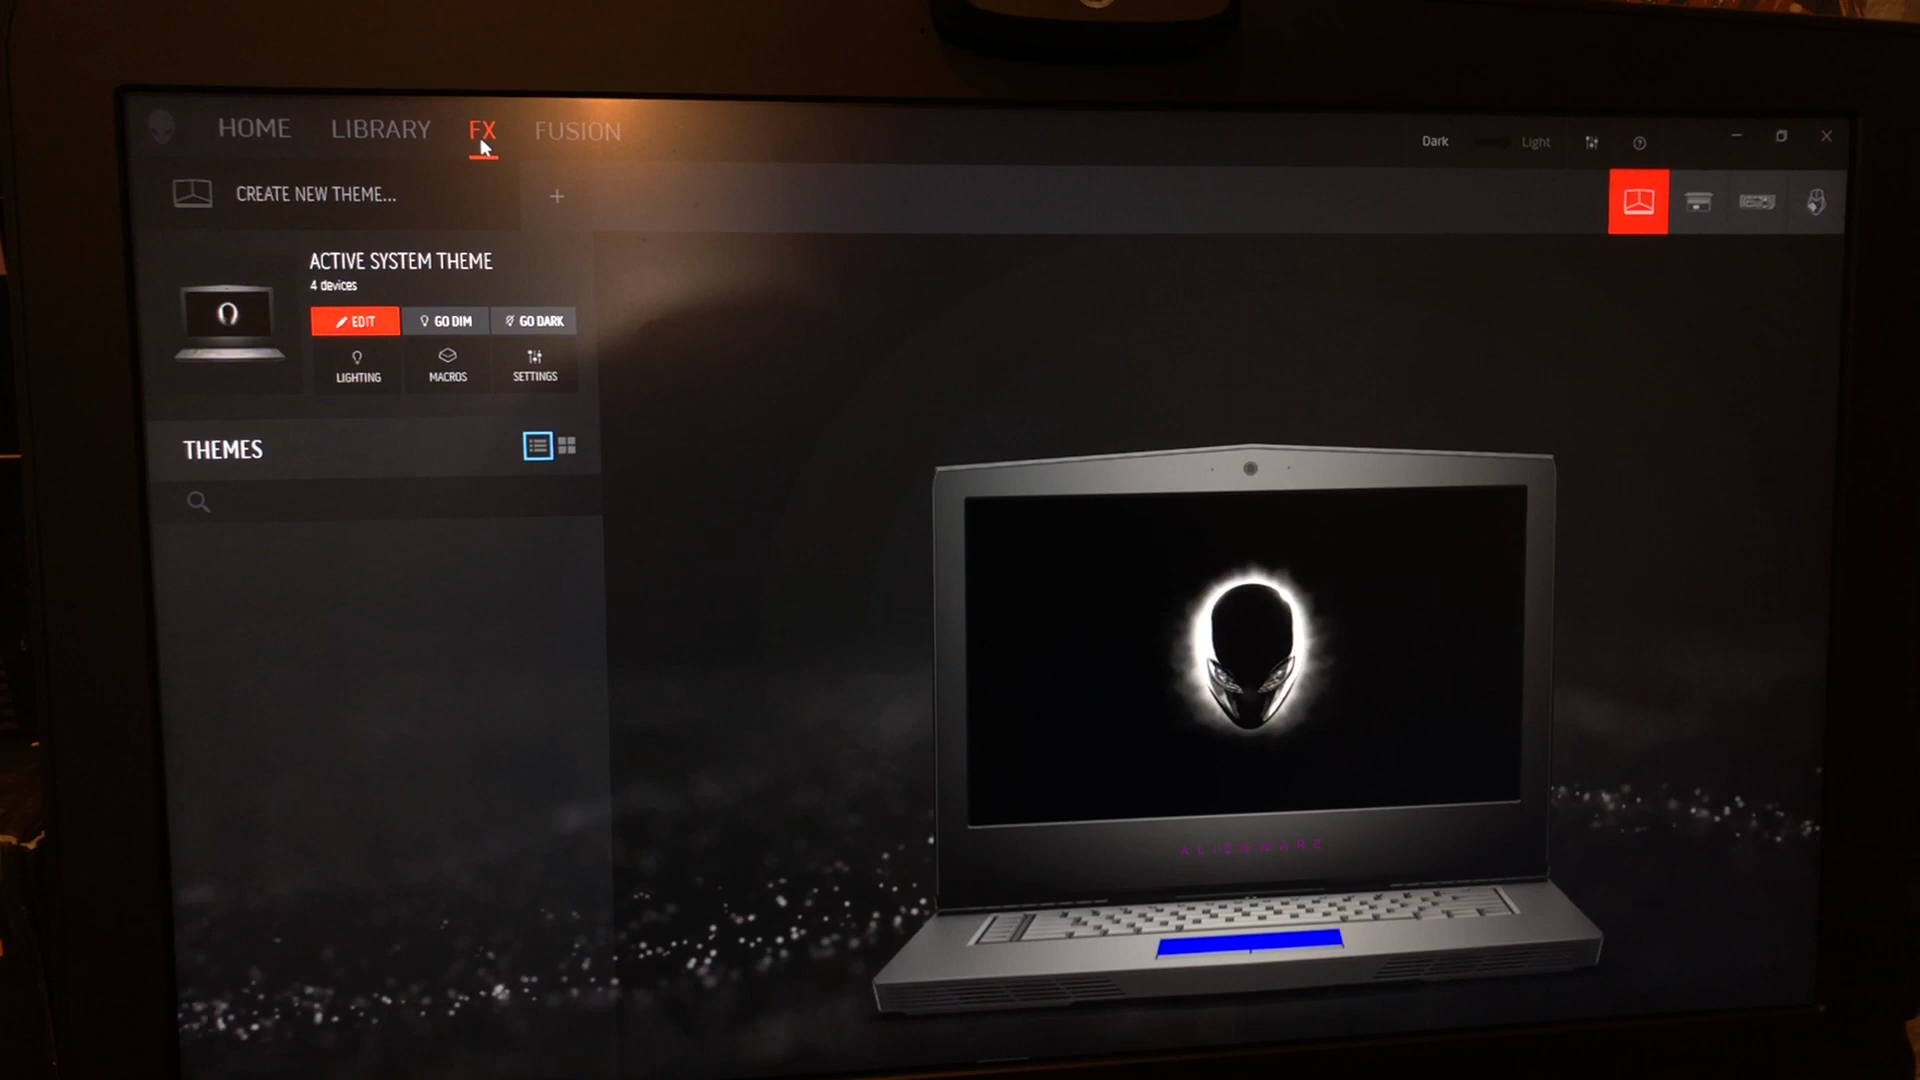 HOME LIBRARY FX FUSION
Dark Light
CREATE NEW THEME...
ACTIVE SYSTEM THEME
4 devices
EDIT GO DIM GO DARK
LIGHTING MACROS SETTINGS
THEMES
ALIENWARE